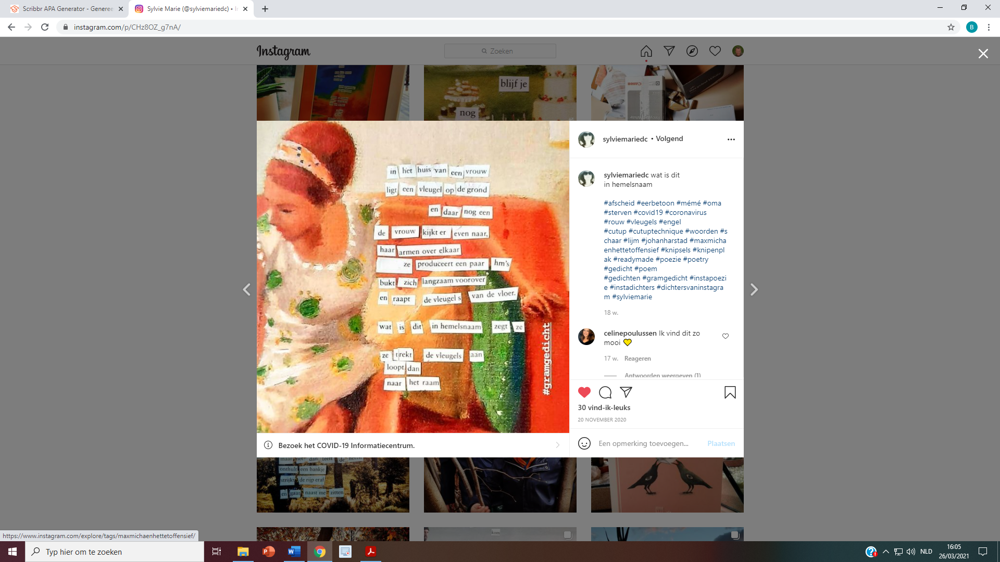 Scribbr APA Generator - Generee
Sylvie Marie (@sylviemariedc) • I
instagram.com/p/CHz8OZ_g7nA/
B
Instagram
Zoeken
blijf je
nog
Canon
in het huis van een vrouw
ligt een vleugel op de grond
en daar nog een
de vrouw kijkt er even naar,
haar armen over elkaar
ze produceert een paar hm's
bukt zich langzaam voorover
en raapt de vleugel s van de vloer.
wat is dit in hemelsnaam zegt ze
ze trekt de vleugels aan
loopt dan
naar het raam
#gramgedicht
Bezoek het COVID-19 Informatiecentrum.
sylviemariedc • Volgend
sylviemariedc wat is dit
in hemelsnaam
#afscheid #eerbetoon #mémé #oma
#sterven #covid19 #coronavirus
#rouw #vleugels #engel
#cutup #cutuptechnique #woorden #s
chaar #lijm #johanharstad #maxmicha
enhettetoffensief #knipsels #knipenpl
ak #readymade #poezie #poetry
#gedicht #poem
#gedichten #gramgedicht #instapoezi
e #instadichters #dichtersvaninstagra
m #sylviemarie
18 w.
celinepoulussen Ik vind dit zo
mooi 💛
17 w. Reageren
Antwoorden weergeven (1)
30 vind-ik-leuks
20 NOVEMBER 2020
Een opmerking toevoegen... Plaatsen
maar het dan leeft de herfst
onthult een bankje
strijkt de rijp eraf
en gaat naast me zitten
kom
https://www.instagram.com/explore/tags/maxmichaenhettetoffensief/
Typ hier om te zoeken
NLD
16:05
26/03/2021